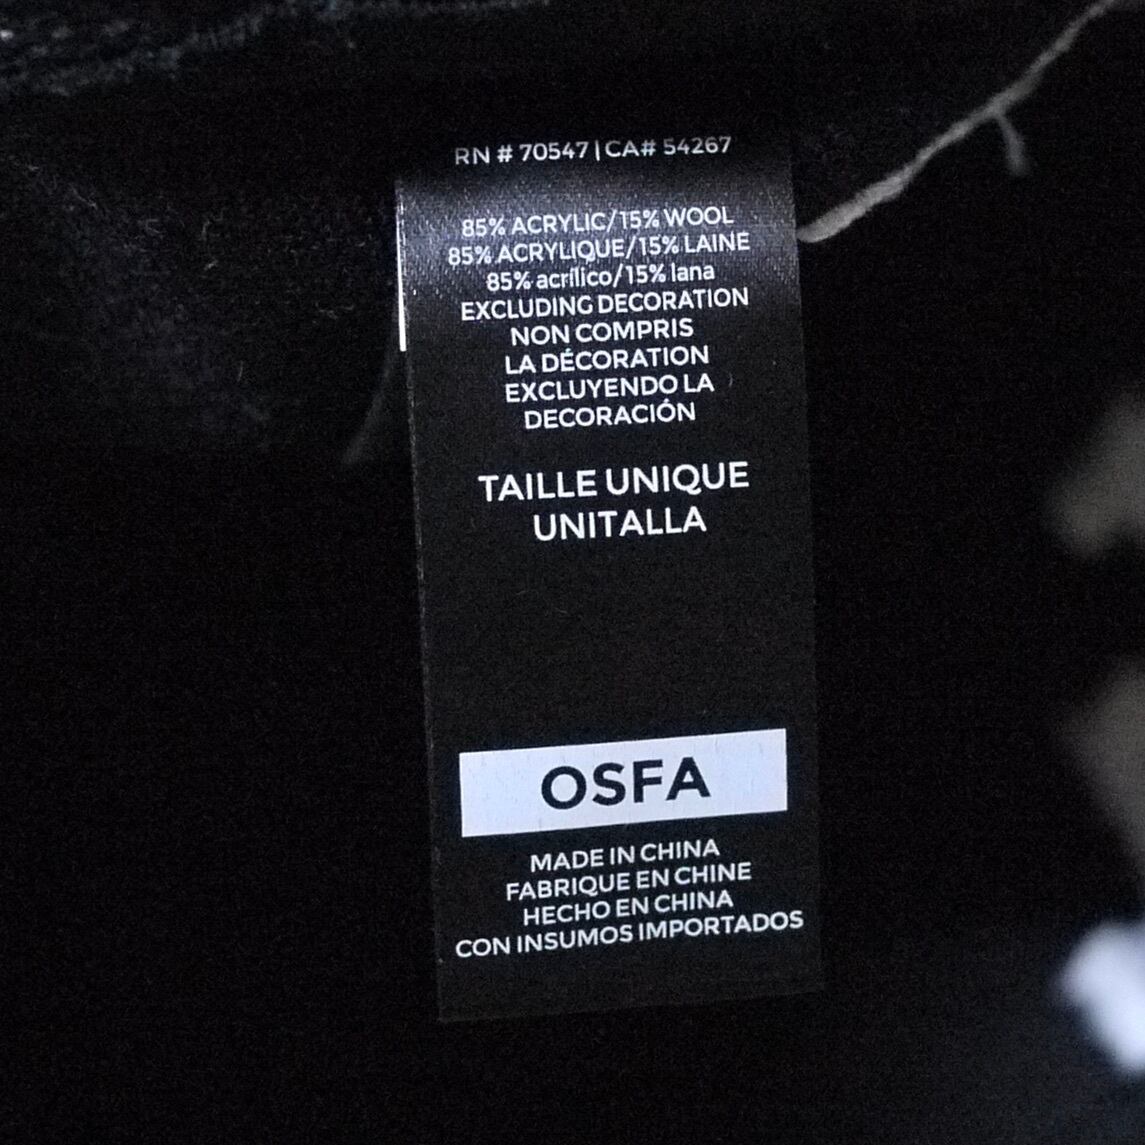 RN # 70547 | CA# 54267
85% ACRYLIC/15% WOOL
85% ACRYLIQUE/15% LAINE
85% acrílico/15% lana
EXCLUDING DECORATION
NON COMPRIS
LA DÉCORATION
EXCLUYENDO LA
DECORACIÓN
TAILLE UNIQUE
UNITALLA
OSFA
MADE IN CHINA
FABRIQUE EN CHINE
HECHO EN CHINA
CON INSUMOS IMPORTADOS